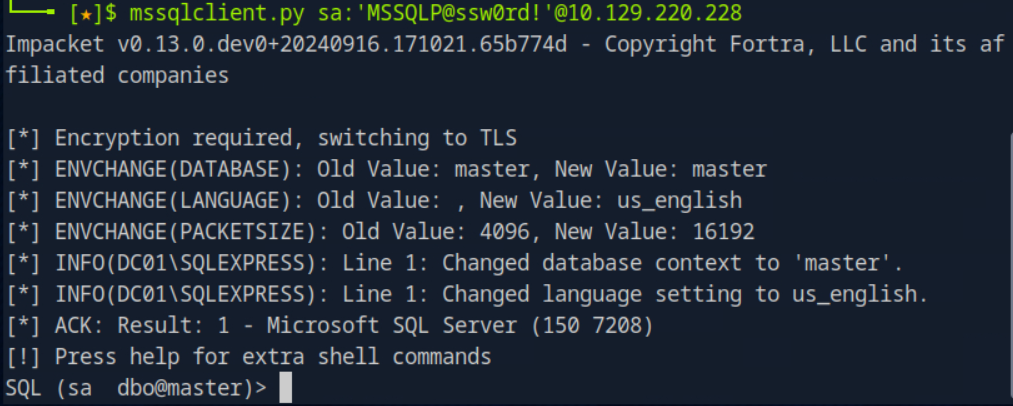 └──╼ [★]$ mssqlclient.py sa:'MSSQLP@ssw0rd!'@10.129.220.228
Impacket v0.13.0.dev0+20240916.171021.65b774d - Copyright Fortra, LLC and its af
filiated companies
[*] Encryption required, switching to TLS
[*] ENVCHANGE(DATABASE): Old Value: master, New Value: master
[*] ENVCHANGE(LANGUAGE): Old Value: , New Value: us_english
[*] ENVCHANGE(PACKETSIZE): Old Value: 4096, New Value: 16192
[*] INFO(DC01\SQLEXPRESS): Line 1: Changed database context to 'master'.
[*] INFO(DC01\SQLEXPRESS): Line 1: Changed language setting to us_english.
[*] ACK: Result: 1 - Microsoft SQL Server (150 7208)
[!] Press help for extra shell commands
SQL (sa  dbo@master)>